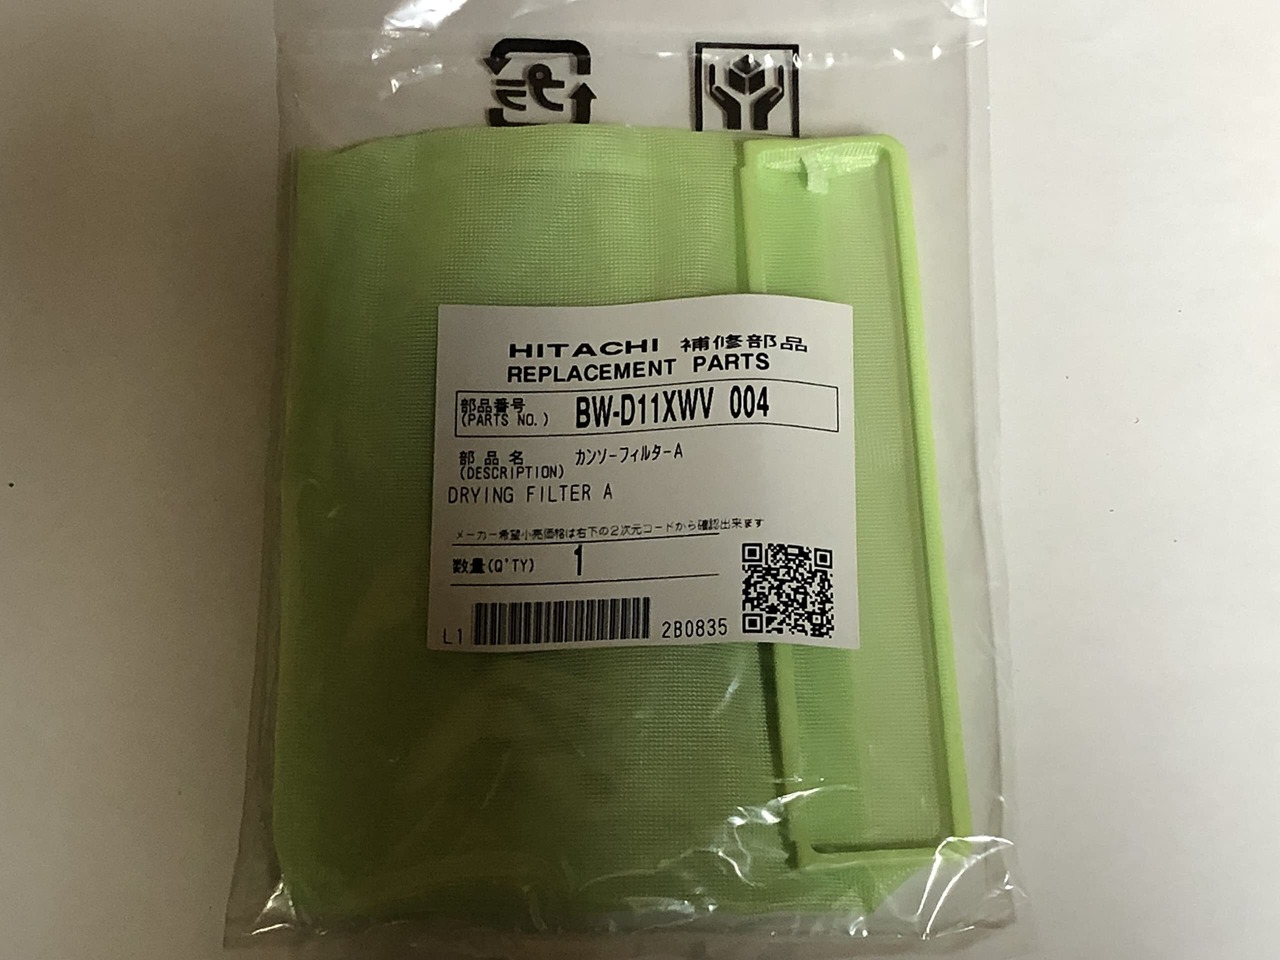 プラ
HITACHI 補修部品
REPLACEMENT PARTS
部品番号
(PARTS NO.) BW-D11XWV 004
部品名 カンソーフィルターA
(DESCRIPTION)
DRYING FILTER A
メーカー希望小売価格は右下の2次元コードから確認出来ます
数量(Q'TY) 1
L1 2B0835